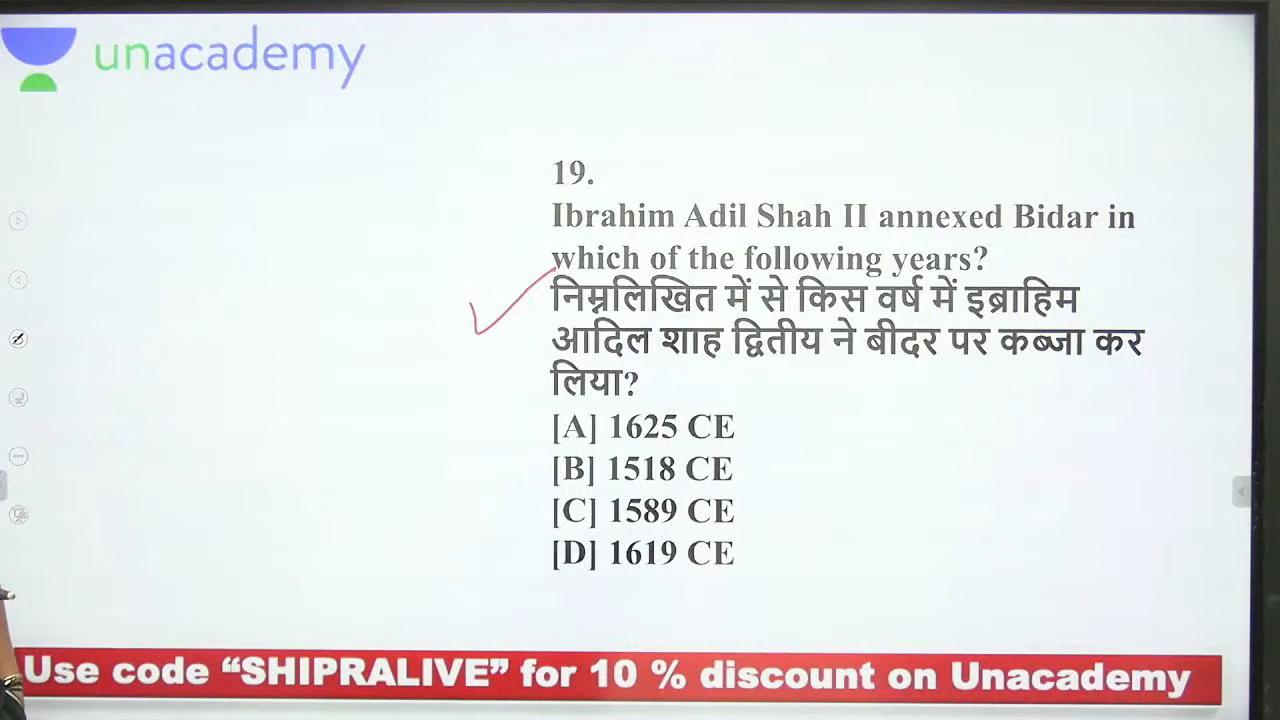 unacademy
19.
Ibrahim Adil Shah II annexed Bidar in
which of the following years?
निम्नलिखित में से किस वर्ष में इब्राहिम
आदिल शाह द्वितीय ने बीदर पर कब्जा कर
लिया?
[A] 1625 CE
[B] 1518 CE
[C] 1589 CE
[D] 1619 CE
Use code “SHIPRALIVE” for 10 % discount on Unacademy